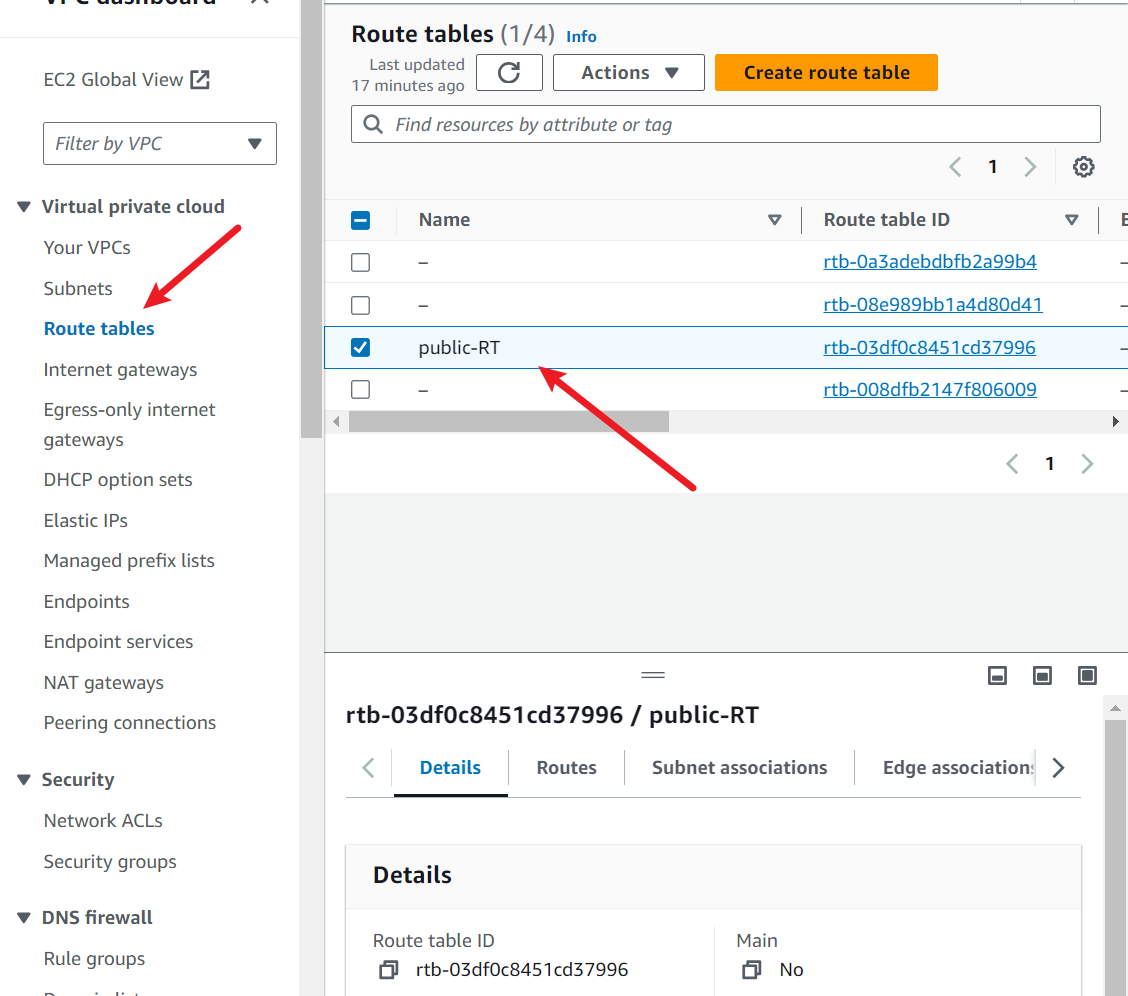 VPC dashboard
EC2 Global View
Filter by VPC
Virtual private cloud
Your VPCs
Subnets
Route tables
Internet gateways
Egress-only internet
gateways
DHCP option sets
Elastic IPs
Managed prefix lists
Endpoints
Endpoint services
NAT gateways
Peering connections
Security
Network ACLs
Security groups
DNS firewall
Rule groups
Route tables (1/4) Info
Last updated
17 minutes ago
Actions
Create route table
Find resources by attribute or tag
1
Name Route table ID
– rtb-0a3adebdbfb2a99b4 –
– rtb-08e989bb1a4d80d41 –
public-RT rtb-03df0c8451cd37996 –
– rtb-008dfb2147f806009 –
1
rtb-03df0c8451cd37996 / public-RT
Details Routes Subnet associations Edge associations
Details
Route table ID Main
rtb-03df0c8451cd37996 No